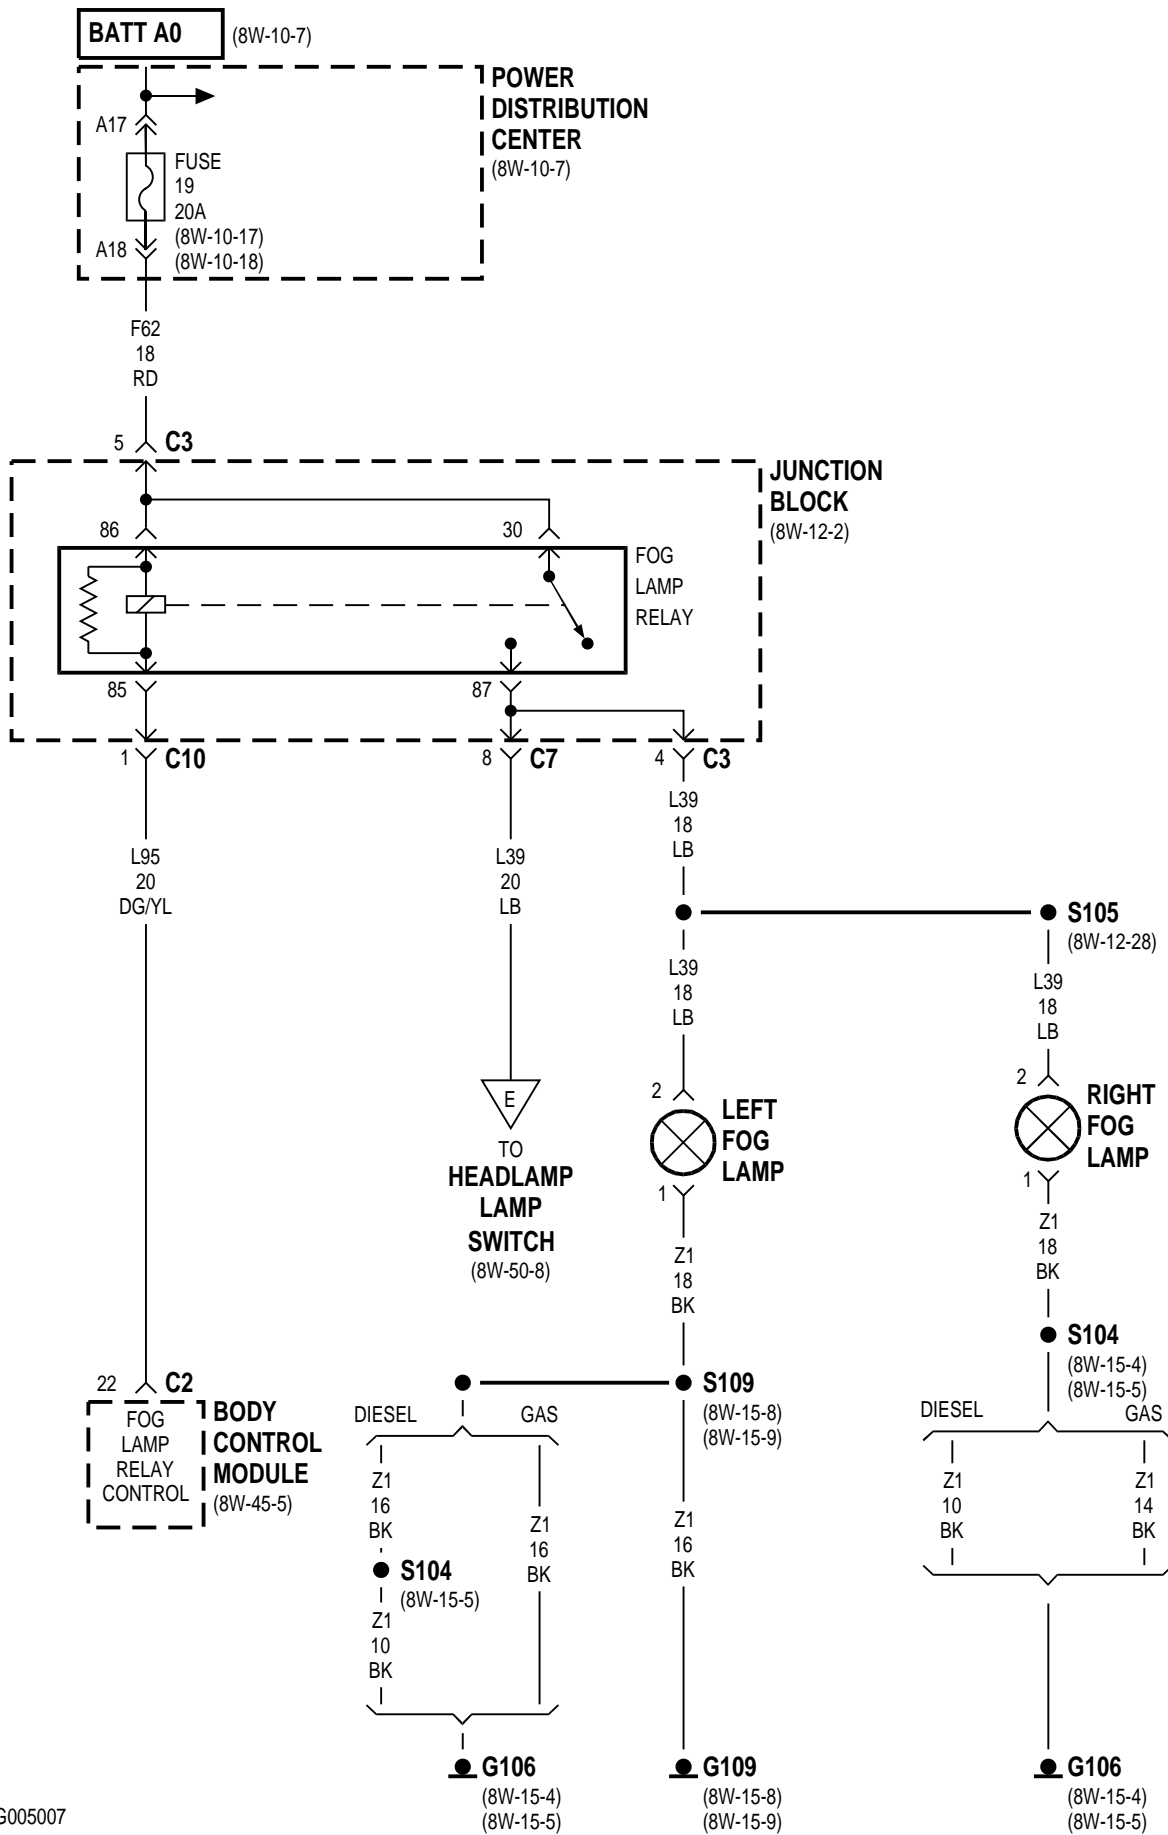 BATT A0
(8W-10-7)
POWER
DISTRIBUTION
CENTER
(8W-10-7)
A17
FUSE
19
20A
(8W-10-17)
(8W-10-18)
A18
F62
18
RD
5
C3
JUNCTION
BLOCK
(8W-12-2)
86
30
FOG
LAMP
RELAY
85
87
1
C10
8
C7
4
C3
L39
18
LB
L95
20
DG/YL
L39
20
LB
S105
(8W-12-28)
L39
18
LB
L39
18
LB
E
TO
HEADLAMP
LAMP
SWITCH
(8W-50-8)
2
LEFT
FOG
LAMP
1
2
RIGHT
FOG
LAMP
1
Z1
18
BK
Z1
18
BK
S104
(8W-15-4)
(8W-15-5)
22
C2
FOG
LAMP
RELAY
CONTROL
BODY
CONTROL
MODULE
(8W-45-5)
S109
(8W-15-8)
(8W-15-9)
DIESEL
GAS
DIESEL
GAS
Z1
16
BK
S104
(8W-15-5)
Z1
10
BK
Z1
16
BK
Z1
16
BK
Z1
10
BK
Z1
14
BK
G106
(8W-15-4)
(8W-15-5)
G109
(8W-15-8)
(8W-15-9)
G106
(8W-15-4)
(8W-15-5)
G005007